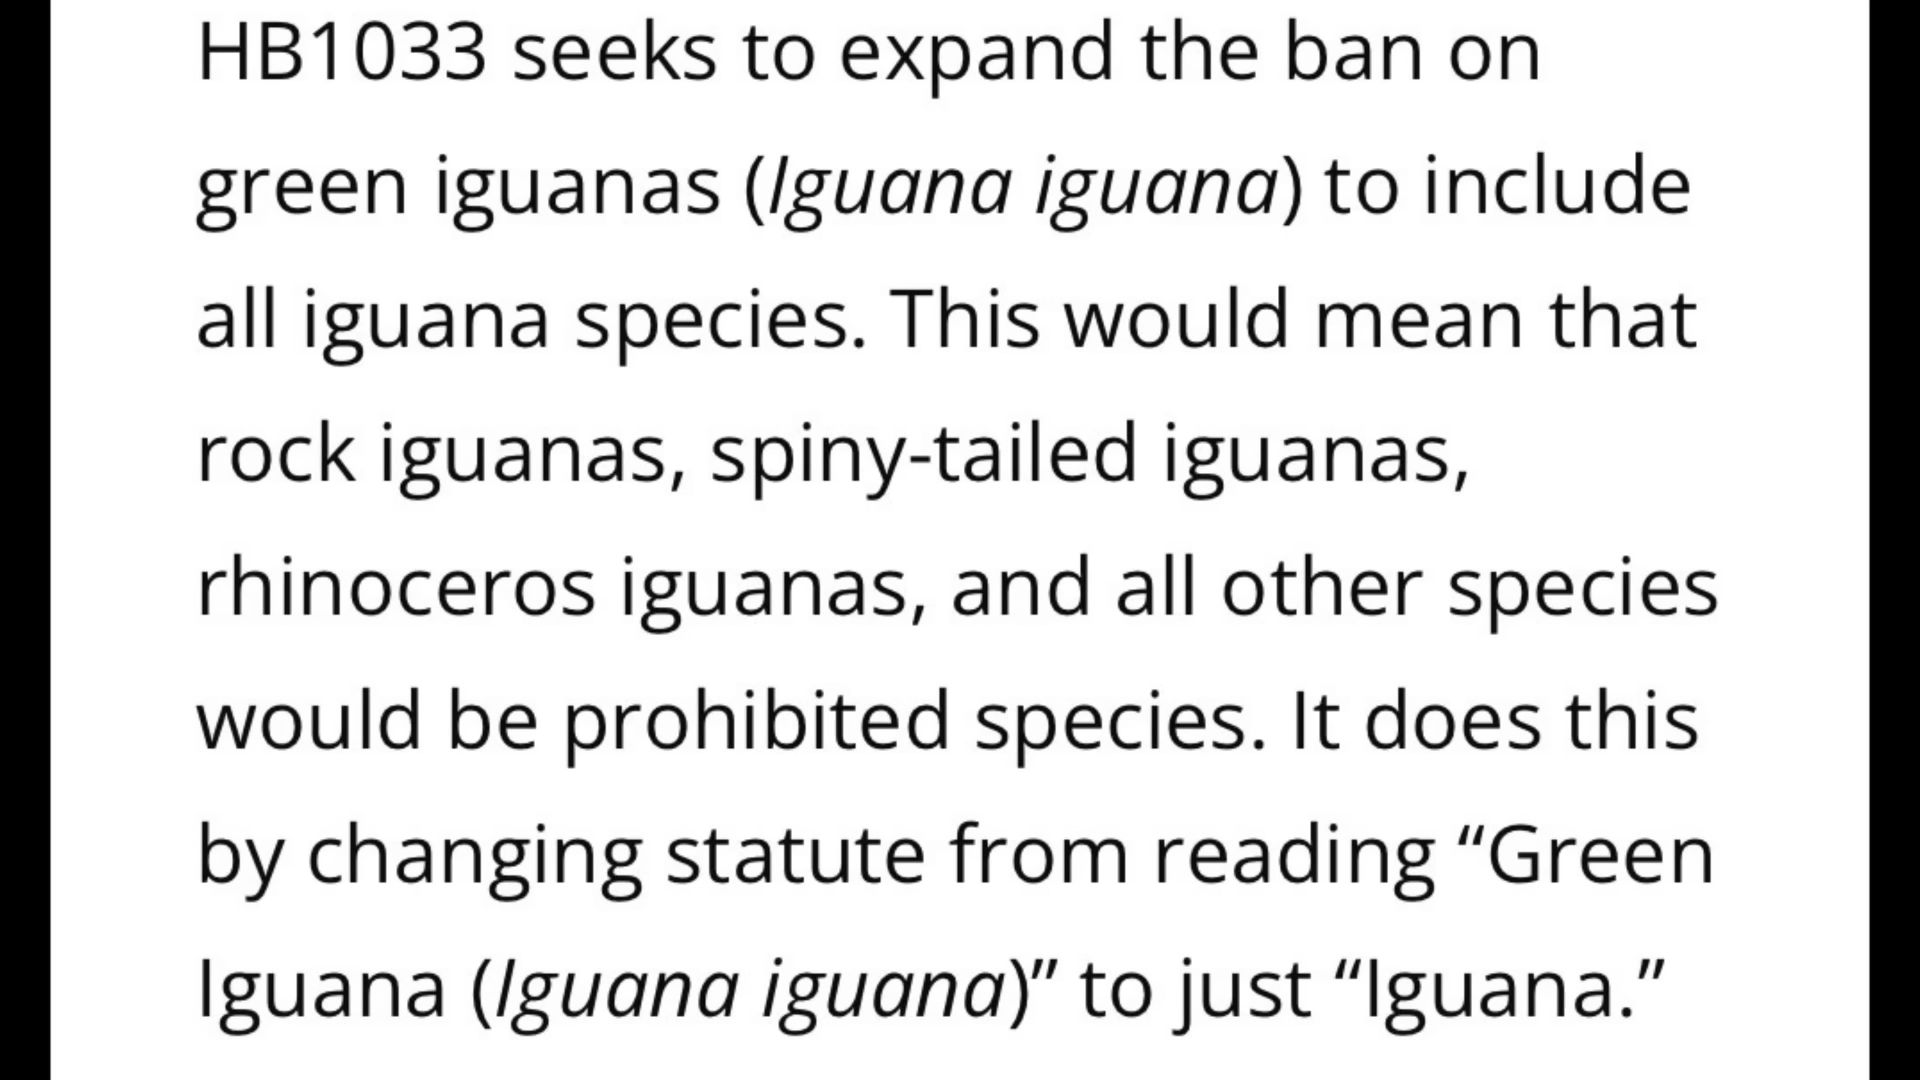 HB1033 seeks to expand the ban on
green iguanas (Iguana iguana) to include
all iguana species. This would mean that
rock iguanas, spiny-tailed iguanas,
rhinoceros iguanas, and all other species
would be prohibited species. It does this
by changing statute from reading “Green
Iguana (Iguana iguana)” to just “Iguana.”